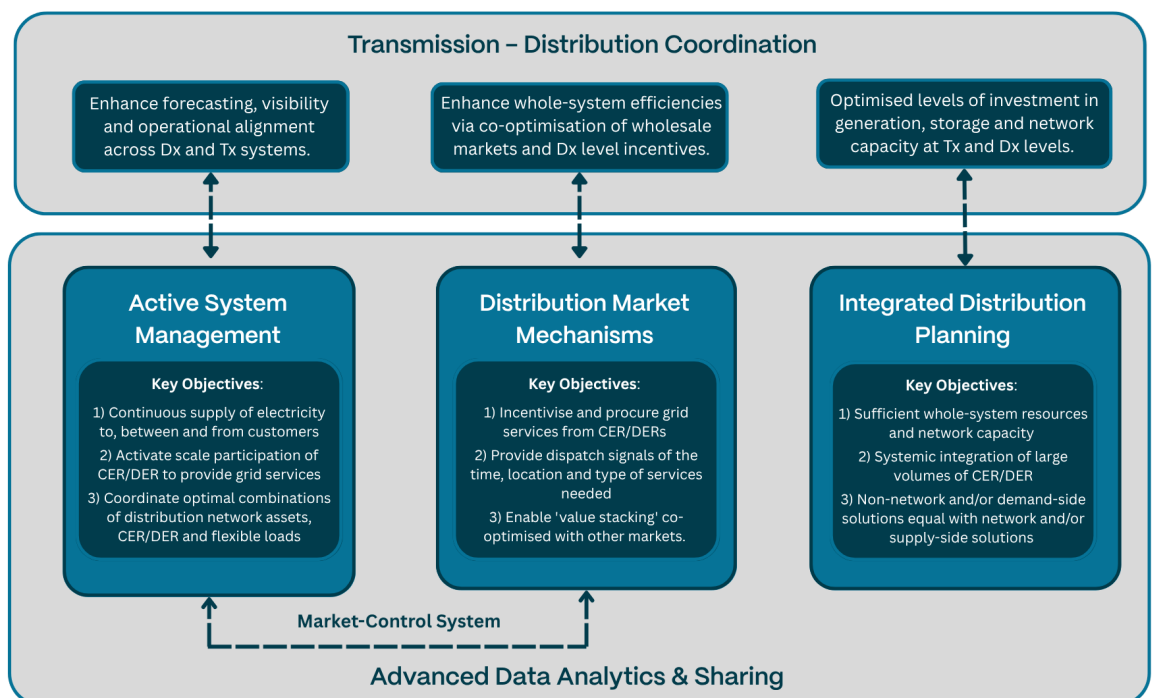 Transmission – Distribution Coordination
Enhance forecasting, visibility
and operational alignment
across Dx and Tx systems.
Enhance whole-system efficiencies
via co-optimisation of wholesale
markets and Dx level incentives.
Optimised levels of investment in
generation, storage and network
capacity at Tx and Dx levels.
Active System
Management
Key Objectives:
1) Continuous supply of electricity
to, between and from customers
2) Activate scale participation of
CER/DER to provide grid services
3) Coordinate optimal combinations
of distribution network assets,
CER/DER and flexible loads
Distribution Market
Mechanisms
Key Objectives:
1) Incentivise and procure grid
services from CER/DERs
2) Provide dispatch signals of the
time, location and type of services
needed
3) Enable 'value stacking' co-
optimised with other markets.
Integrated Distribution
Planning
Key Objectives:
1) Sufficient whole-system resources
and network capacity
2) Systemic integration of large
volumes of CER/DER
3) Non-network and/or demand-side
solutions equal with network and/or
supply-side solutions
Market-Control System
Advanced Data Analytics & Sharing